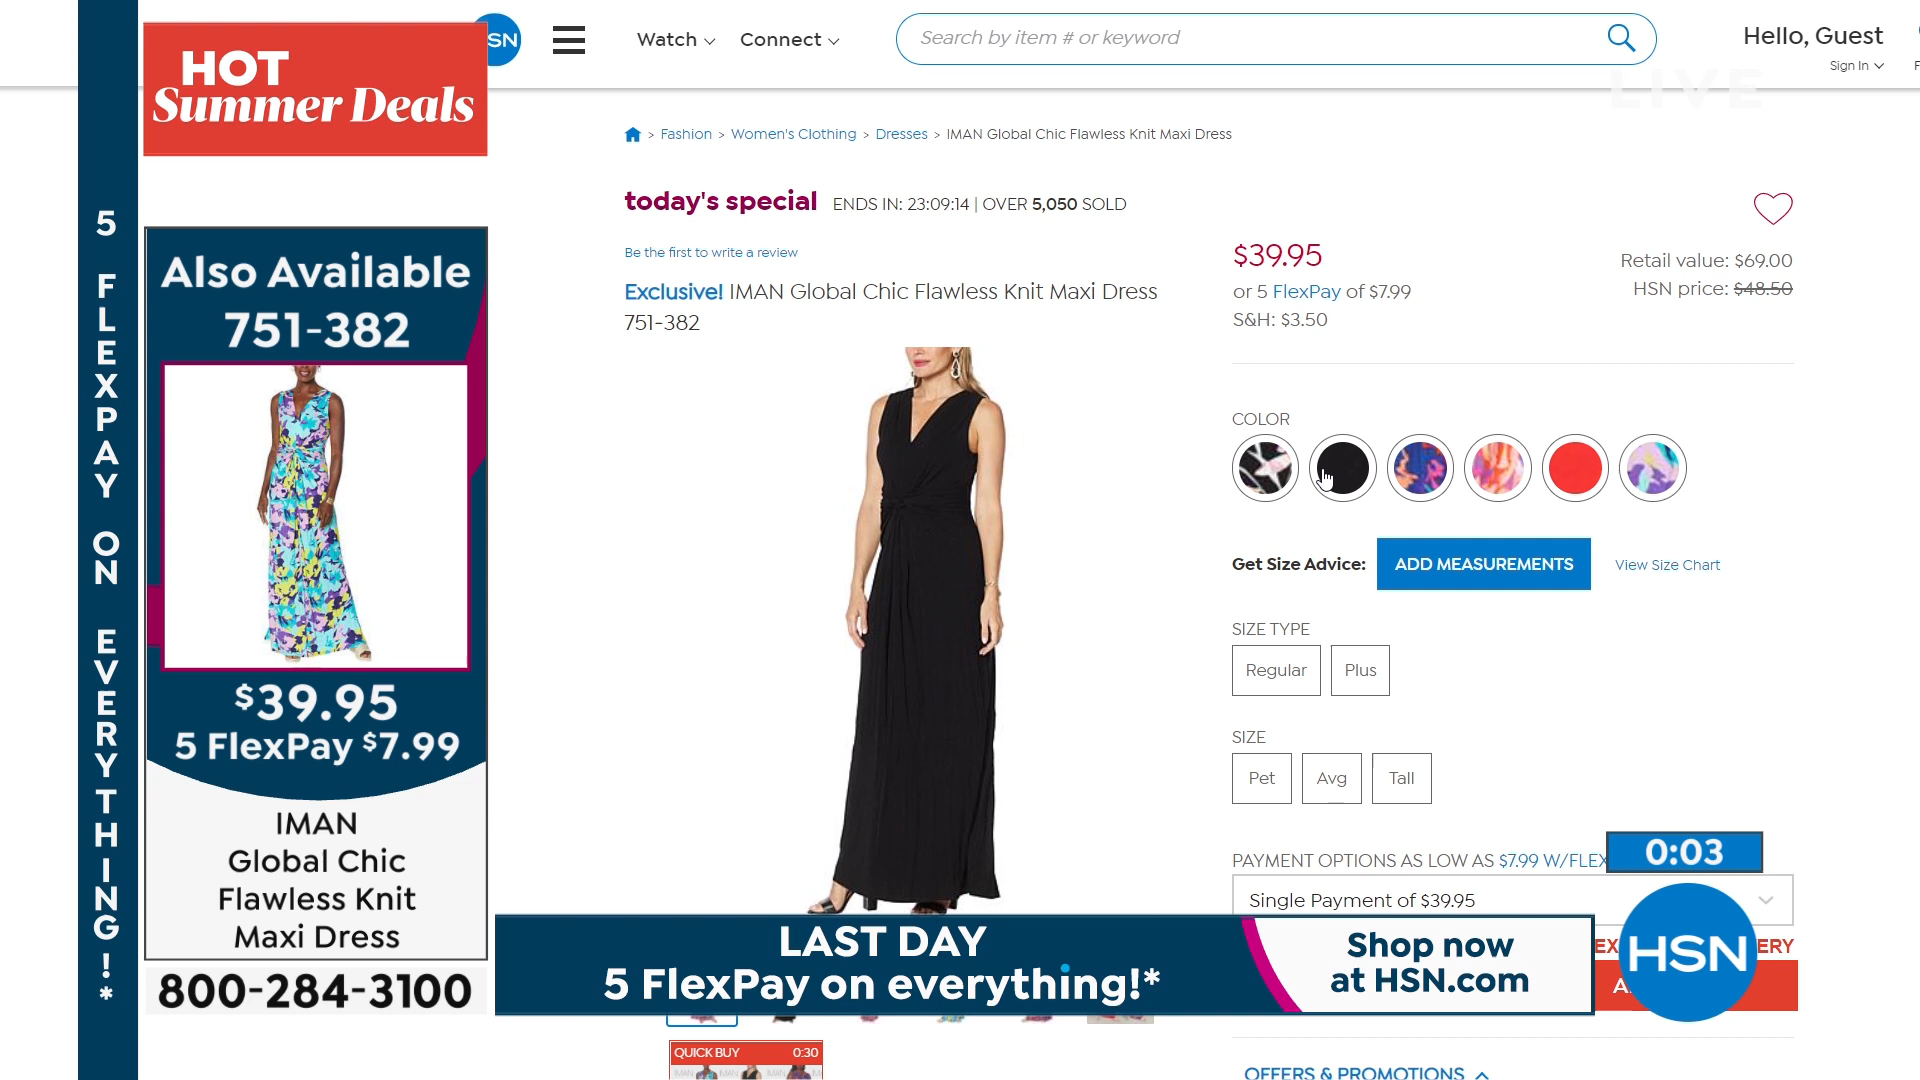 HOT
Summer Deals
HSN
Watch
Connect
Search by item # or keyword
Hello, Guest
Sign In
LIVE
> Fashion > Women's Clothing > Dresses > IMAN Global Chic Flawless Knit Maxi Dress
today's special ENDS IN: 23:09:14 | OVER 5,050 SOLD
Be the first to write a review
Exclusive! IMAN Global Chic Flawless Knit Maxi Dress
751-382
$39.95
or 5 FlexPay of $7.99
S&H: $3.50
Retail value: $69.00
HSN price: $48.50
COLOR
Get Size Advice:
ADD MEASUREMENTS
View Size Chart
SIZE TYPE
Regular
Plus
SIZE
Pet
Avg
Tall
PAYMENT OPTIONS AS LOW AS $7.99 W/FLEX
0:03
Single Payment of $39.95
5 FLEXPAY ON EVERYTHING!*
Also Available
751-382
$39.95
5 FlexPay $7.99
IMAN
Global Chic
Flawless Knit
Maxi Dress
800-284-3100
LAST DAY
5 FlexPay on everything!*
Shop now
at HSN.com
HSN
QUICK BUY 0:30
OFFERS & PROMOTIONS